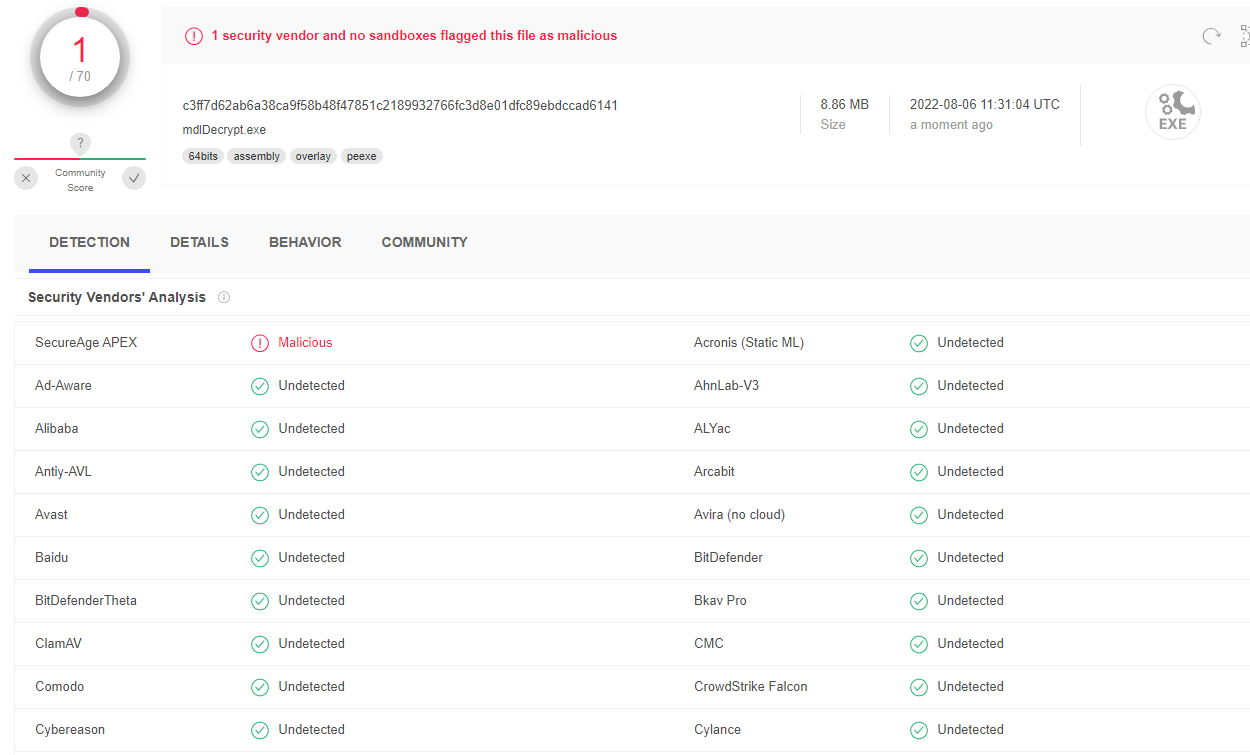 1
/ 70
?
Community
Score
1 security vendor and no sandboxes flagged this file as malicious
c3ff7d62ab6a38ca9f58b48f47851c2189932766fc3d8e01dfc89ebdccad6141
mdlDecrypt.exe
64bits assembly overlay peexe
8.86 MB
Size
2022-08-06 11:31:04 UTC
a moment ago
EXE
DETECTION DETAILS BEHAVIOR COMMUNITY
Security Vendors' Analysis
SecureAge APEX Malicious Acronis (Static ML) Undetected
Ad-Aware Undetected AhnLab-V3 Undetected
Alibaba Undetected ALYac Undetected
Antiy-AVL Undetected Arcabit Undetected
Avast Undetected Avira (no cloud) Undetected
Baidu Undetected BitDefender Undetected
BitDefenderTheta Undetected Bkav Pro Undetected
ClamAV Undetected CMC Undetected
Comodo Undetected CrowdStrike Falcon Undetected
Cybereason Undetected Cylance Undetected